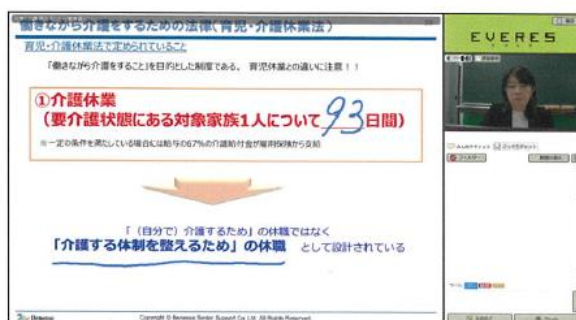 働きながら介護をするための法律（育児・介護休業法）
育児・介護休業法で定められていること
「働きながら介護をすること」を目的とした制度である。 育児休業との違いに注意！！
①介護休業
（要介護状態にある対象家族1人について 93 日間）
※一定の条件を満たしている場合には給与の67%の介護給付金が雇用保険から支給
「（自分で）介護するため」の休職ではなく
「介護する体制を整えるため」の休職 として設計されている
Copyright © Benesse Senior Support Co., Ltd. All Rights Reserved.
EVERES